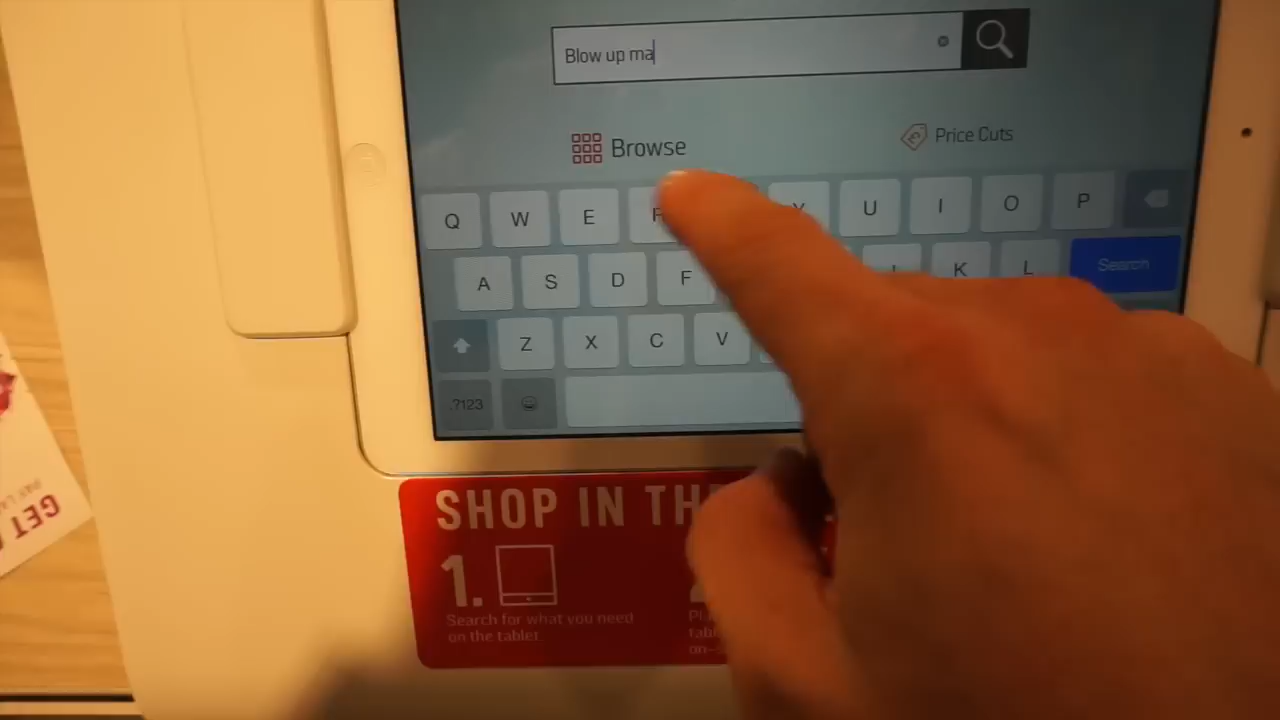 Blow up ma
Browse
Price Cuts
Q W E Y U I O P
A S D F K L Search
Z X C V
.?123
SHOP IN
1.
Search for what you need
on the tablet.
GET